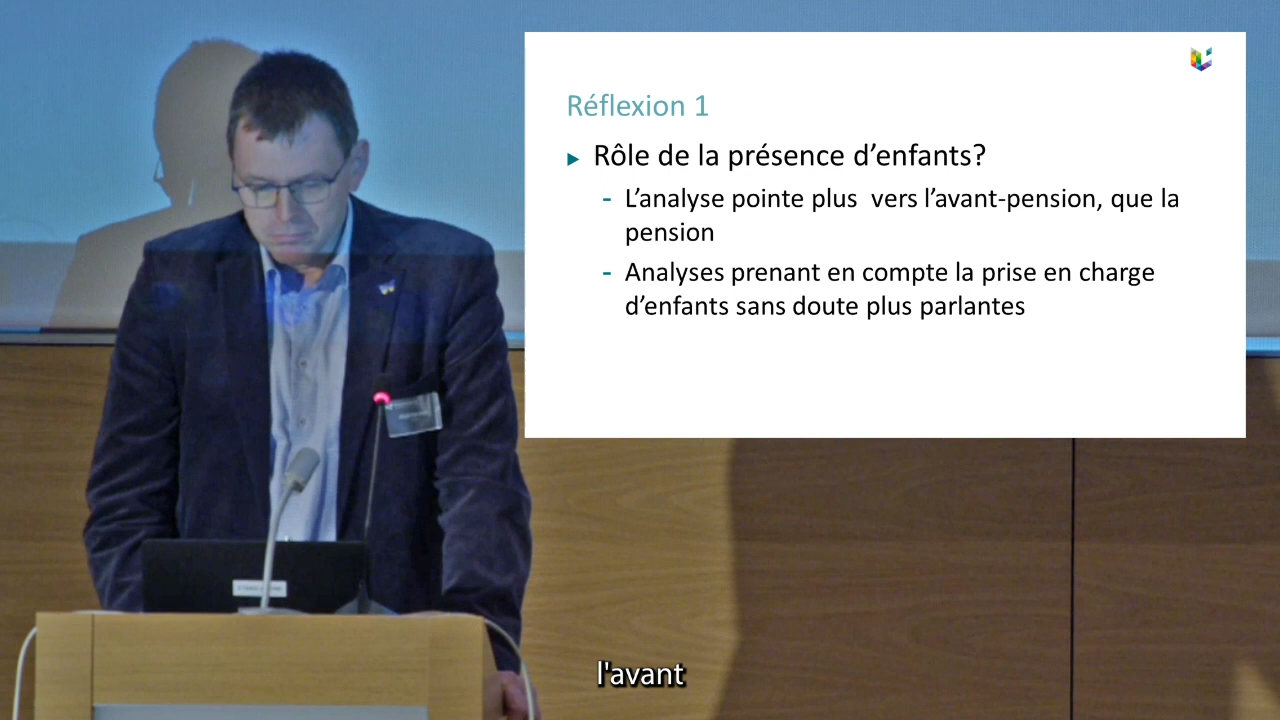 Réflexion 1
▶ Rôle de la présence d’enfants?
- L’analyse pointe plus vers l’avant-pension, que la
pension
- Analyses prenant en compte la prise en charge
d’enfants sans doute plus parlantes
l'avant